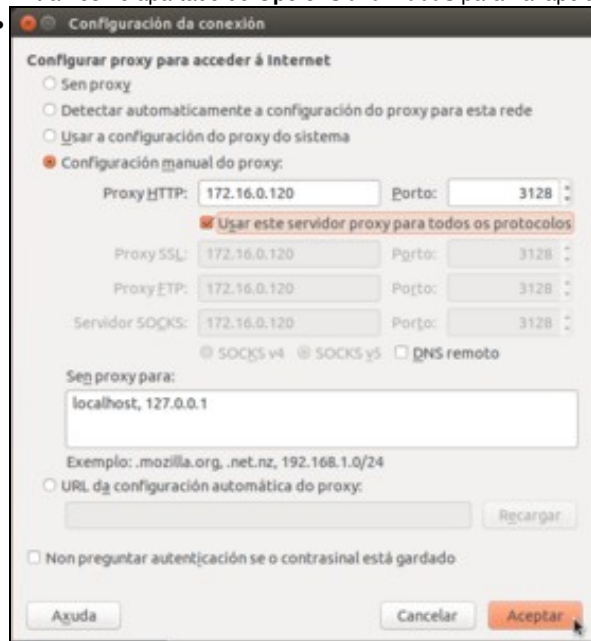 Configuración da conexión
Configurar proxy para acceder á Internet
Sen proxy
Detectar automaticamente a configuración do proxy para esta rede
Usar a configuración do proxy do sistema
Configuración manual do proxy:
Proxy HTTP: 172.16.0.120 Porto: 3128
Usar este servidor proxy para todos os protocolos
Proxy SSL: 172.16.0.120 Porto: 3128
Proxy FTP: 172.16.0.120 Porto: 3128
Servidor SOCKS: 172.16.0.120 Porto: 3128
SOCKS v4 SOCKS v5 DNS remoto
Sen proxy para:
localhost, 127.0.0.1
Exemplo: .mozilla.org, .net.nz, 192.168.1.0/24
URL da configuración automática do proxy:
Recargar
Non preguntar autenticación se o contrasinal está gardado
Axuda Cancelar Aceptar